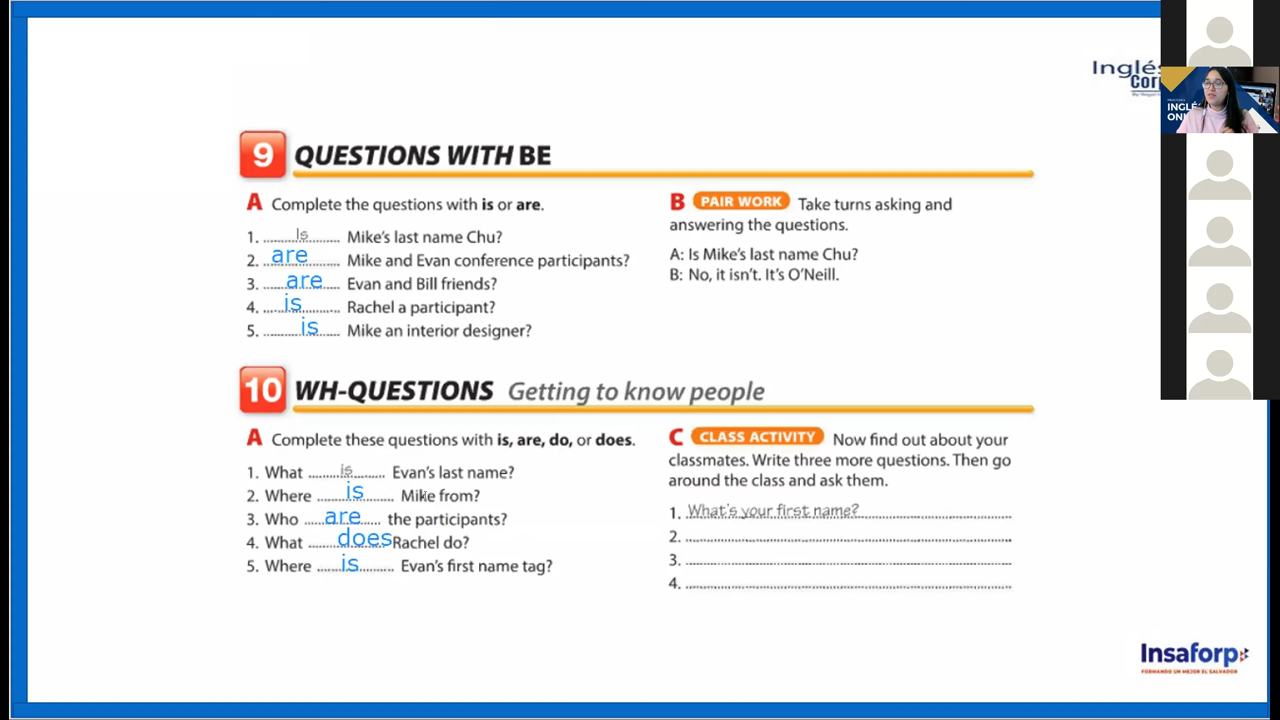 Inglés
Corp
INGLÉS
ONL
9 QUESTIONS WITH BE
A Complete the questions with is or are.
1. Is Mike's last name Chu?
2. are Mike and Evan conference participants?
3. are Evan and Bill friends?
4. is Rachel a participant?
5. is Mike an interior designer?
B PAIR WORK Take turns asking and
answering the questions.
A: Is Mike's last name Chu?
B: No, it isn't. It's O'Neill.
10 WH-QUESTIONS Getting to know people
A Complete these questions with is, are, do, or does.
1. What is Evan's last name?
2. Where is Mike from?
3. Who are the participants?
4. What does Rachel do?
5. Where is Evan's first name tag?
C CLASS ACTIVITY Now find out about your
classmates. Write three more questions. Then go
around the class and ask them.
1. What's your first name?
2.
3.
4.
Insaforp
FORMANDO UN MEJOR EL SALVADOR